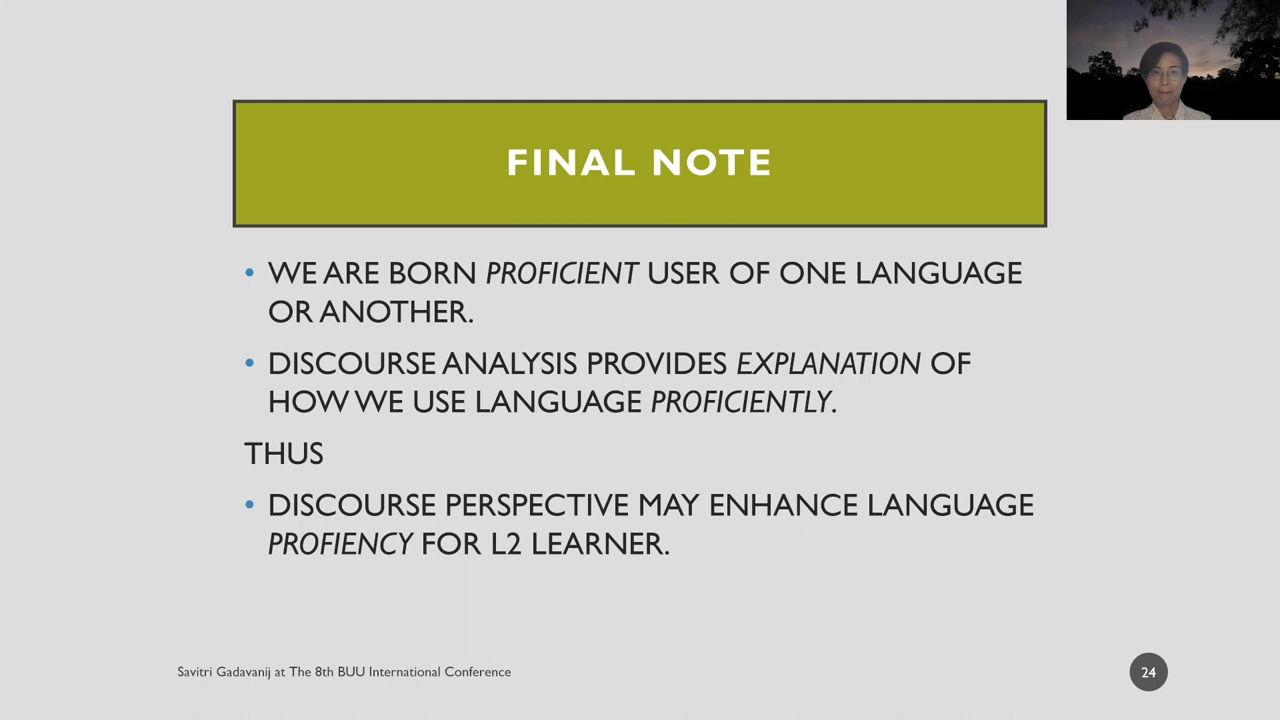 FINAL NOTE
• WE ARE BORN PROFICIENT USER OF ONE LANGUAGE
OR ANOTHER.
• DISCOURSE ANALYSIS PROVIDES EXPLANATION OF
HOW WE USE LANGUAGE PROFICIENTLY.
THUS
• DISCOURSE PERSPECTIVE MAY ENHANCE LANGUAGE
PROFIENCY FOR L2 LEARNER.
Savitri Gadavanij at The 8th BUU International Conference
24